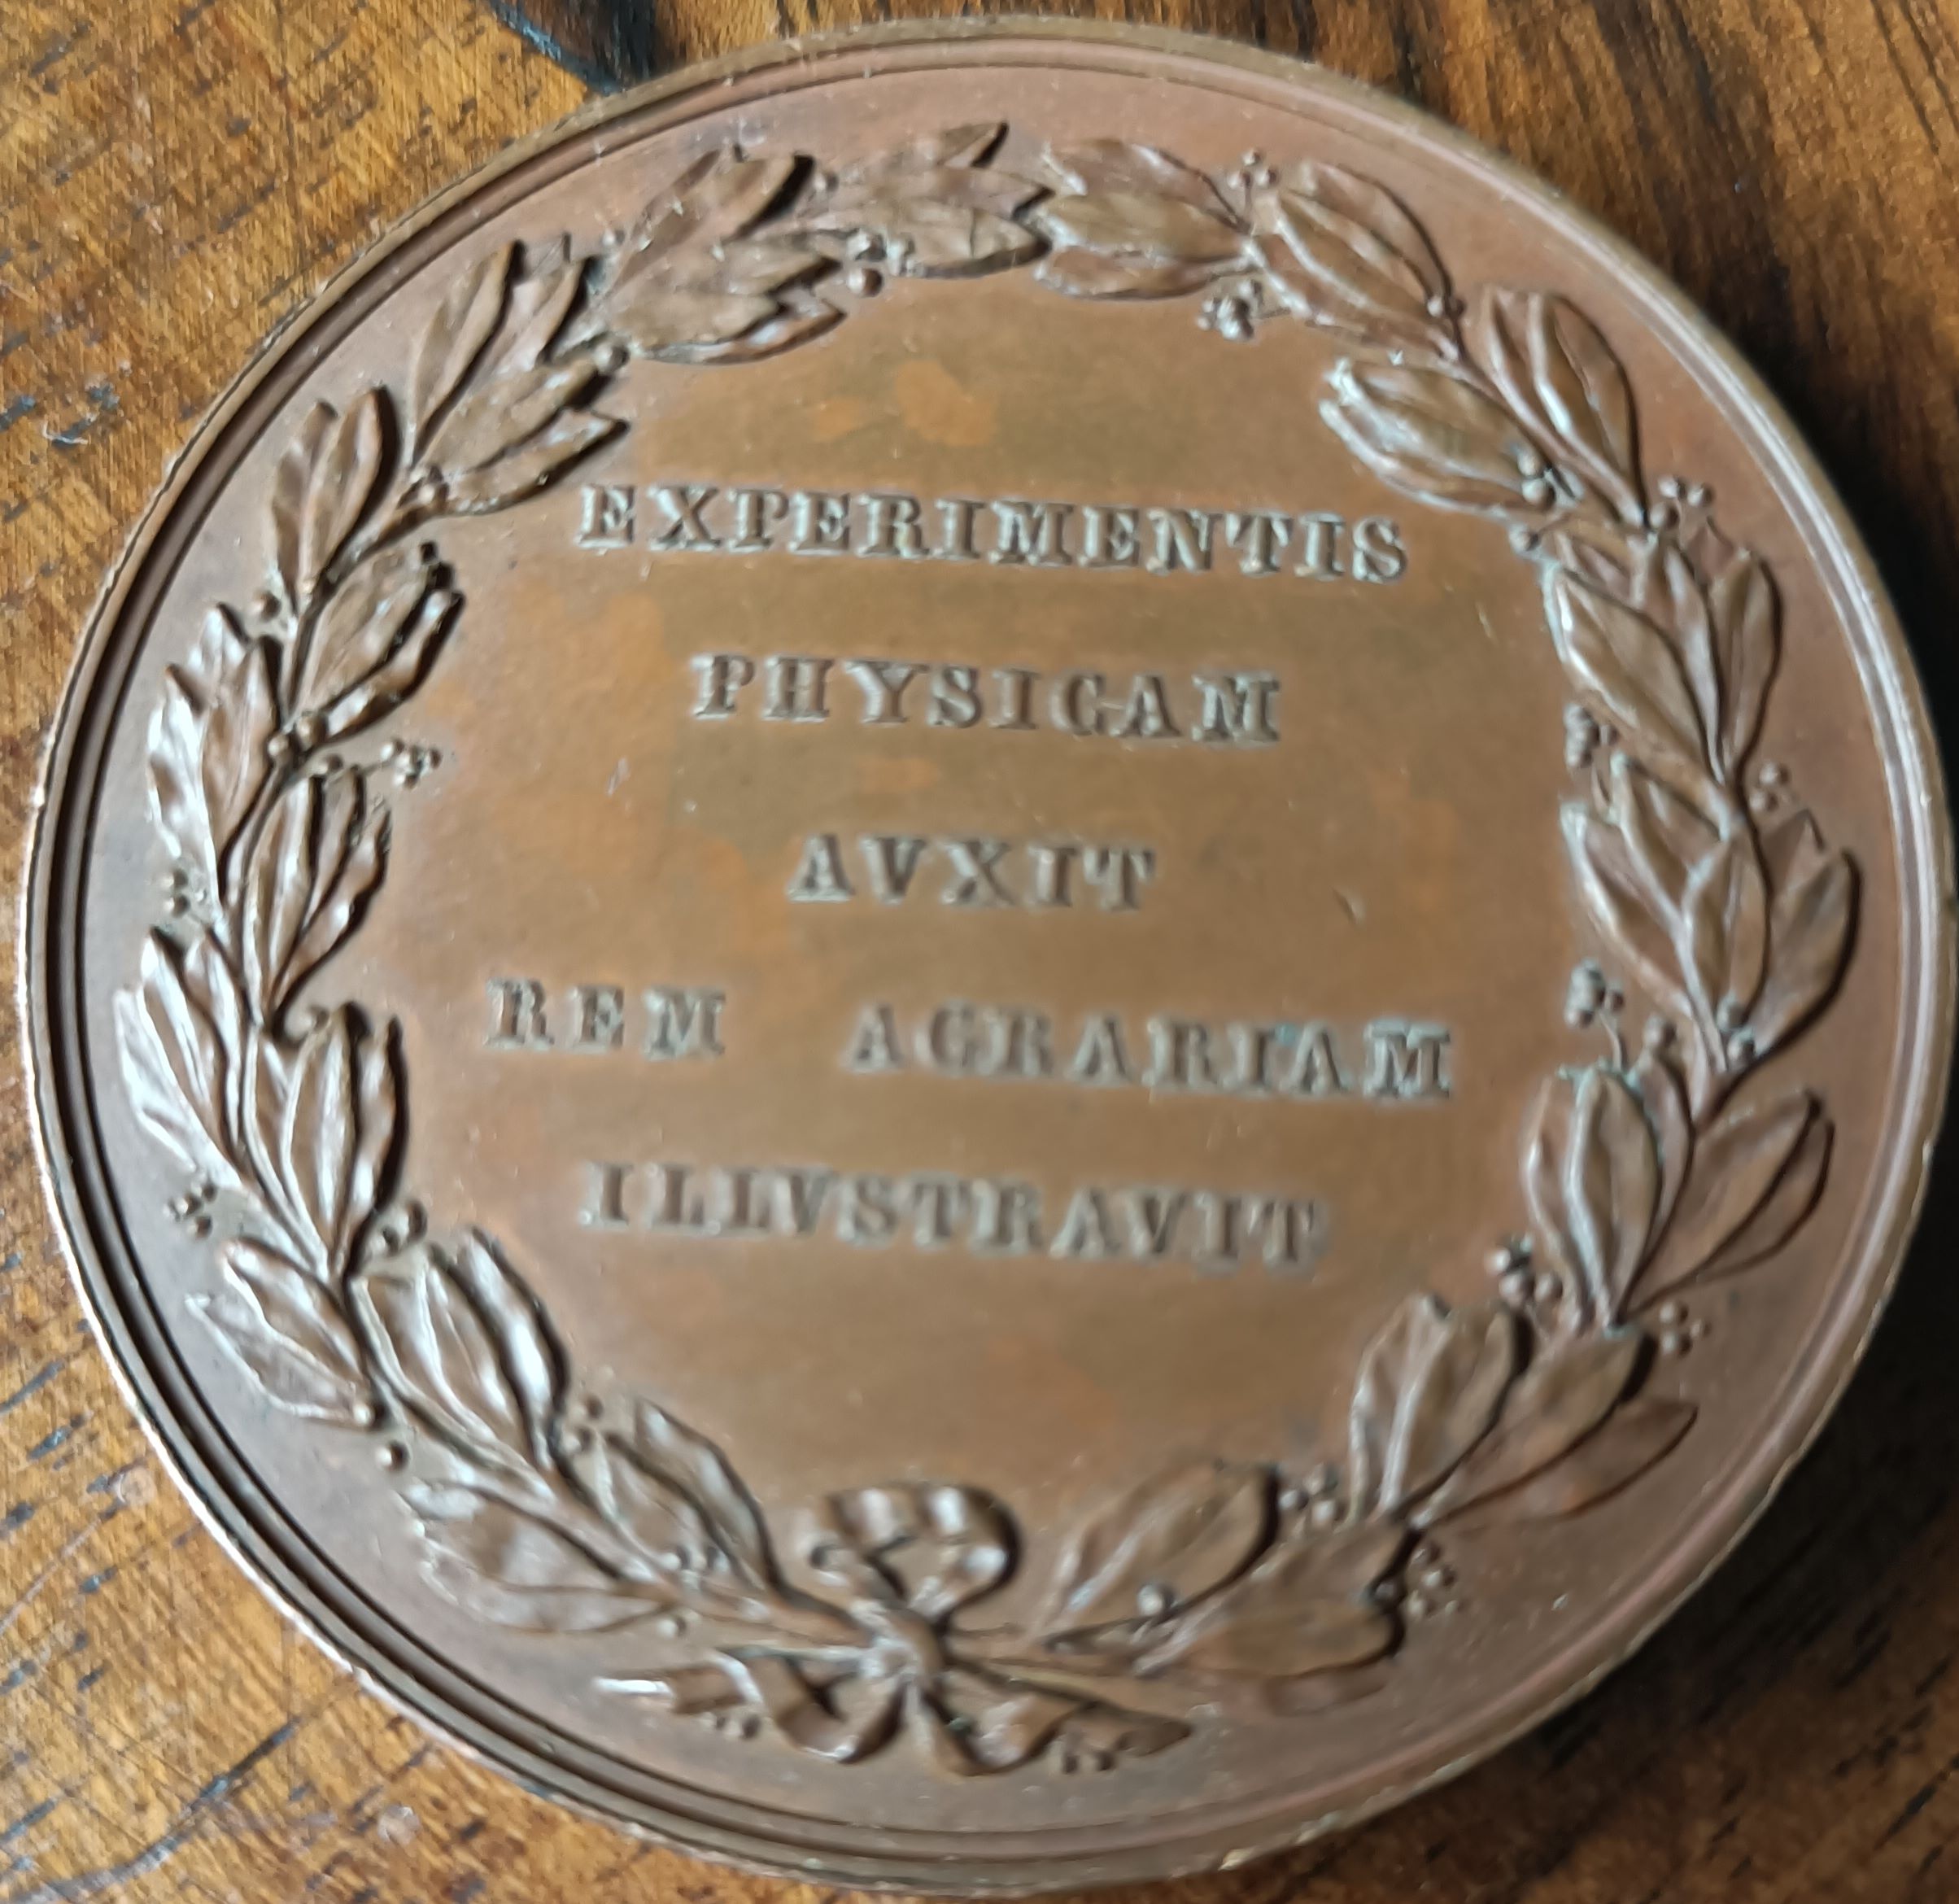 EXPERIMENTIS
PHYSICAM
AVXIT
REM AGRARIAM
ILLVSTRAVIT